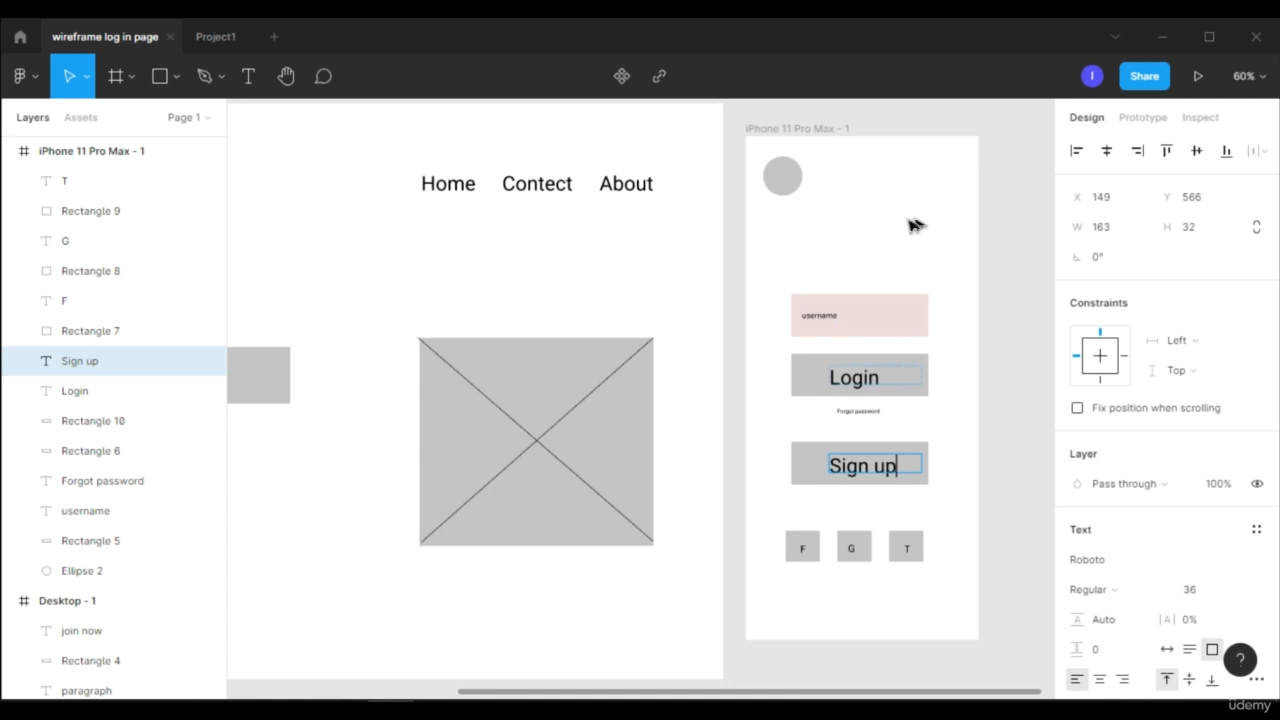 wireframe log in page
Project1
I
Share
60%
Layers
Assets
Page 1
iPhone 11 Pro Max - 1
T
Rectangle 9
G
Rectangle 8
F
Rectangle 7
Sign up
Login
Rectangle 10
Rectangle 6
Forgot password
username
Rectangle 5
Ellipse 2
Desktop - 1
join now
Rectangle 4
paragraph
Home Contect About
iPhone 11 Pro Max - 1
username
Login
Forgot password
Sign up
F G T
Design Prototype Inspect
X 149 Y 566
W 163 H 32
0°
Constraints
Left
Top
Fix position when scrolling
Layer
Pass through 100%
Text
Roboto
Regular 36
Auto |A| 0%
0
?
ûdemy